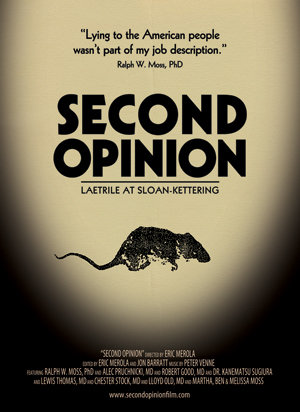 “Lying to the American people
wasn't part of my job description.”
Ralph W. Moss, PhD
SECOND
OPINION
LAETRILE AT SLOAN-KETTERING
"SECOND OPINION" DIRECTED BY ERIC MEROLA
EDITED BY ERIC MEROLA AND JON BARRATT MUSIC BY PETER VENNE
FEATURING RALPH W. MOSS, PhD AND ALEC PRUCHNICKI, MD AND ROBERT GOOD, MD AND DR. KANEMATSU SUGIURA
AND LEWIS THOMAS, MD AND CHESTER STOCK, MD AND LLOYD OLD, MD AND MARTHA, BEN & MELISSA MOSS
www.secondopinionfilm.com